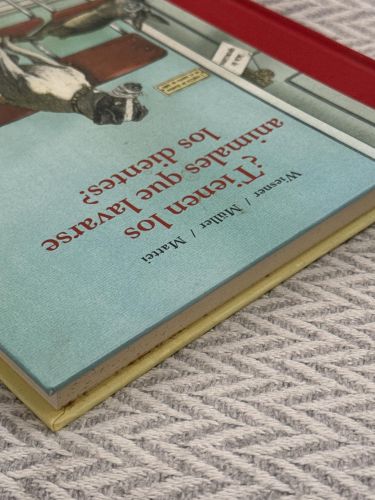 Wiesner / Müller / Mattei
¿Tienen los
animales que lavarse
los dientes?